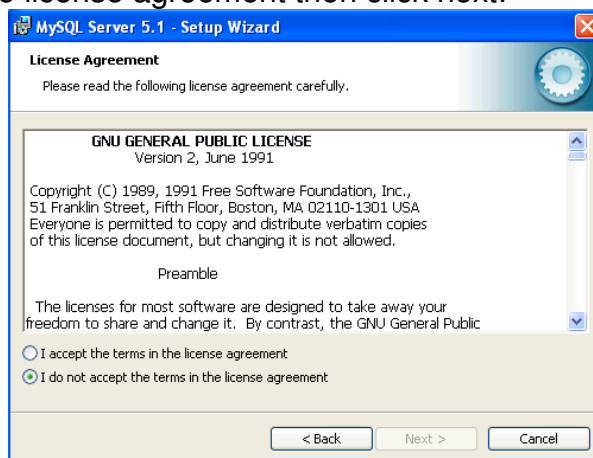 license agreement then click next.
MySQL Server 5.1 - Setup Wizard
License Agreement
Please read the following license agreement carefully.
GNU GENERAL PUBLIC LICENSE
Version 2, June 1991
Copyright (C) 1989, 1991 Free Software Foundation, Inc.,
51 Franklin Street, Fifth Floor, Boston, MA 02110-1301 USA
Everyone is permitted to copy and distribute verbatim copies
of this license document, but changing it is not allowed.
Preamble
The licenses for most software are designed to take away your
freedom to share and change it. By contrast, the GNU General Public
I accept the terms in the license agreement
I do not accept the terms in the license agreement
< Back Next > Cancel